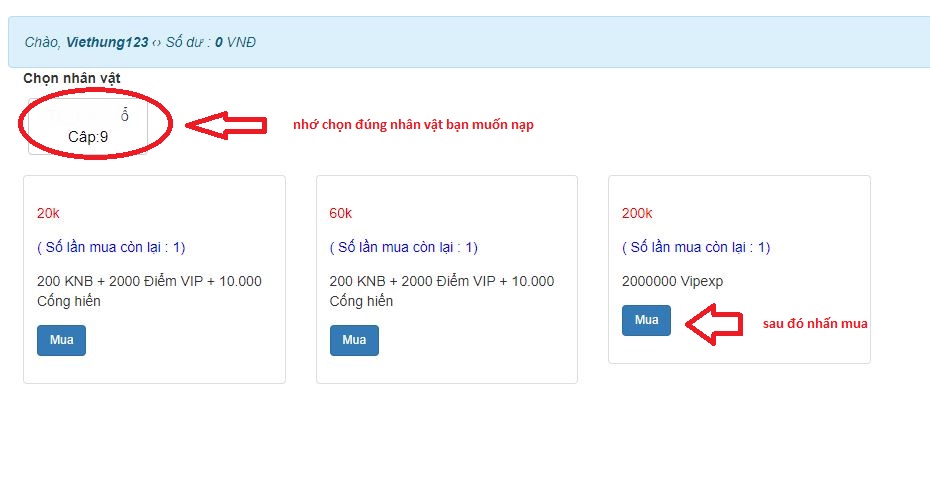 Chào, Viethung123 ‹› Số dư : 0 VNĐ
Chọn nhân vật
ỗ
Câp:9
nhớ chọn đúng nhân vật bạn muốn nạp
20k
( Số lần mua còn lại : 1)
200 KNB + 2000 Điểm VIP + 10.000
Cống hiến
Mua
60k
( Số lần mua còn lại : 1)
200 KNB + 2000 Điểm VIP + 10.000
Cống hiến
Mua
200k
( Số lần mua còn lại : 1)
2000000 Vipexp
Mua
sau đó nhấn mua